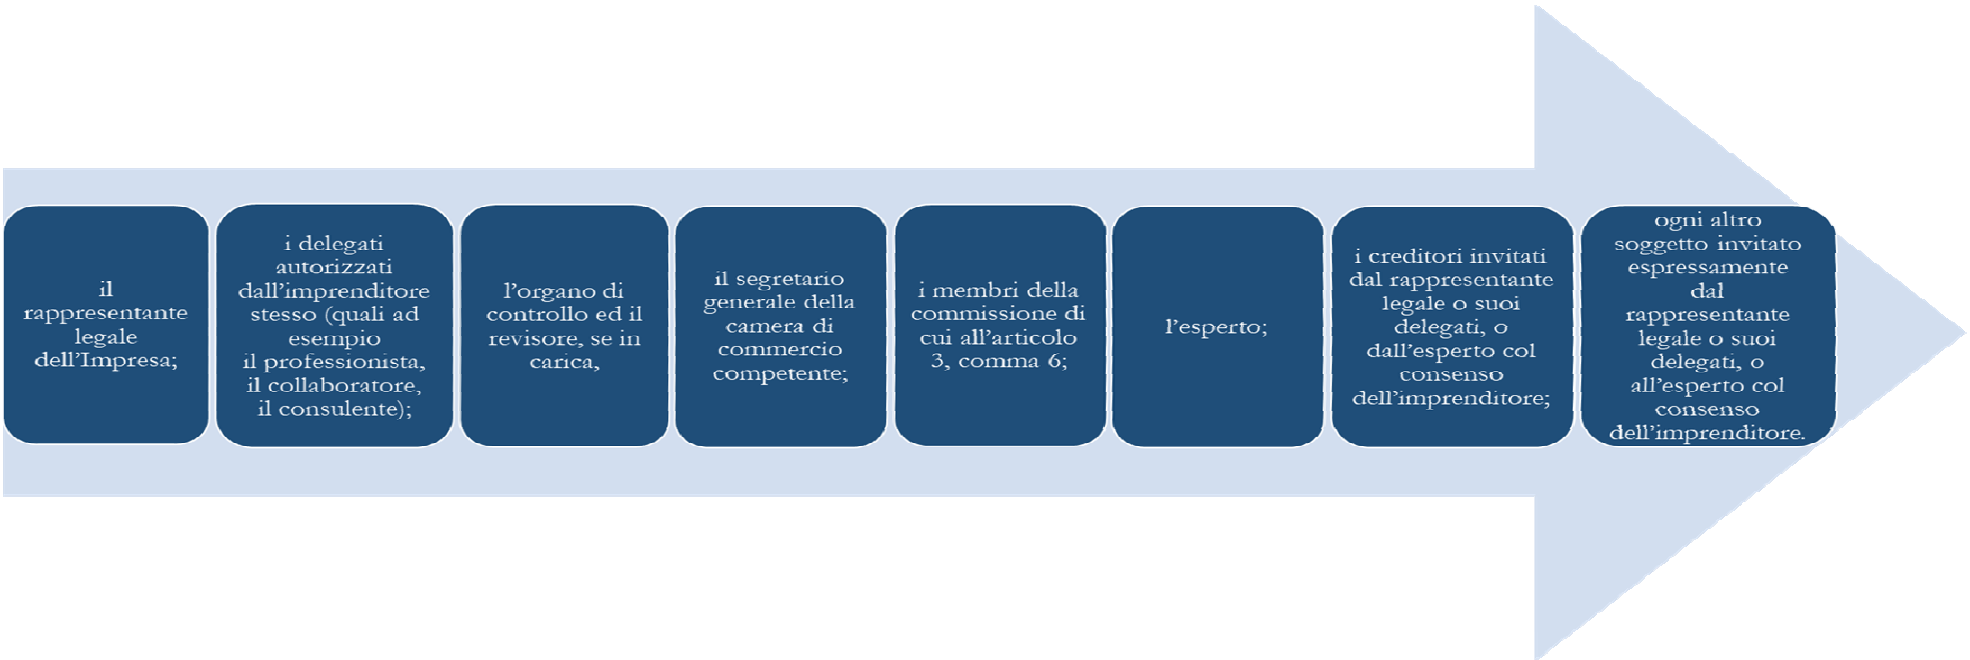 il
rappresentante
legale
dell'Impresa;
i delegati
autorizzati
dall'imprenditore
stesso (quali ad
esempio
il professionista,
il collaboratore,
il consulente);
l'organo di
controllo ed il
revisore, se in
carica,
il segretario
generale della
camera di
commercio
competente;
i membri della
commissione di
cui all'articolo
3, comma 6;
l'esperto;
i creditori invitati
dal rappresentante
legale o suoi
delegati, o
dall'esperto col
consenso
dell'imprenditore;
ogni altro
soggetto invitato
espressamente
dal
rappresentante
legale o suoi
delegati, o
all'esperto col
consenso
dell'imprenditore.